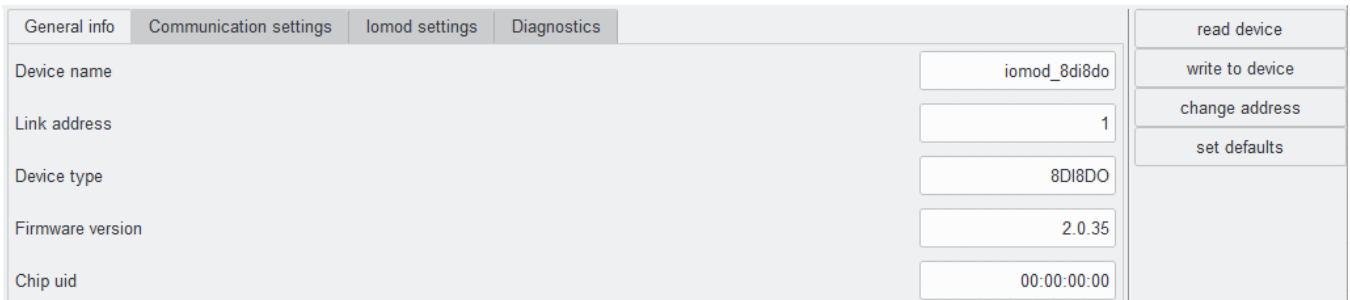 General info Communication settings Iomod settings Diagnostics
Device name iomod_8di8do
Link address 1
Device type 8DI8DO
Firmware version 2.0.35
Chip uid 00:00:00:00
read device
write to device
change address
set defaults